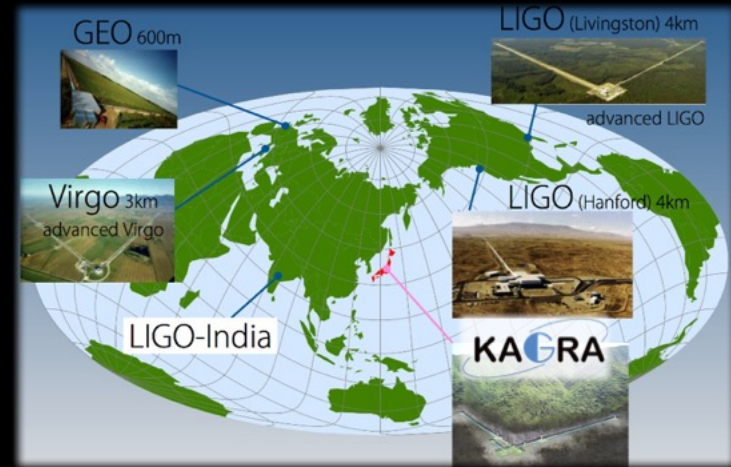 GEO 600m
LIGO (Livingston) 4km
advanced LIGO
Virgo 3km
advanced Virgo
LIGO (Hanford) 4km
LIGO-India
KAGRA